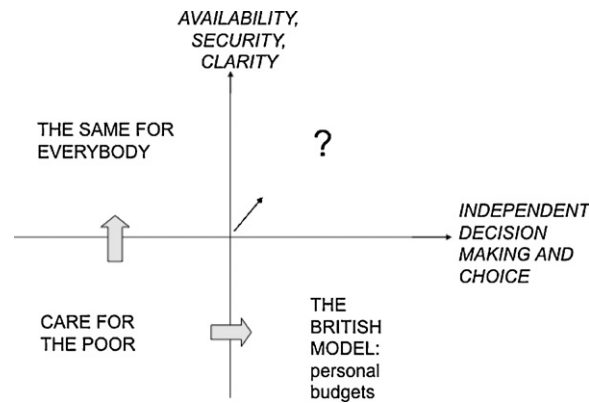 AVAILABILITY,
SECURITY,
CLARITY
THE SAME FOR
EVERYBODY
?
INDEPENDENT
DECISION
MAKING AND
CHOICE
CARE FOR
THE POOR
THE
BRITISH
MODEL:
personal
budgets